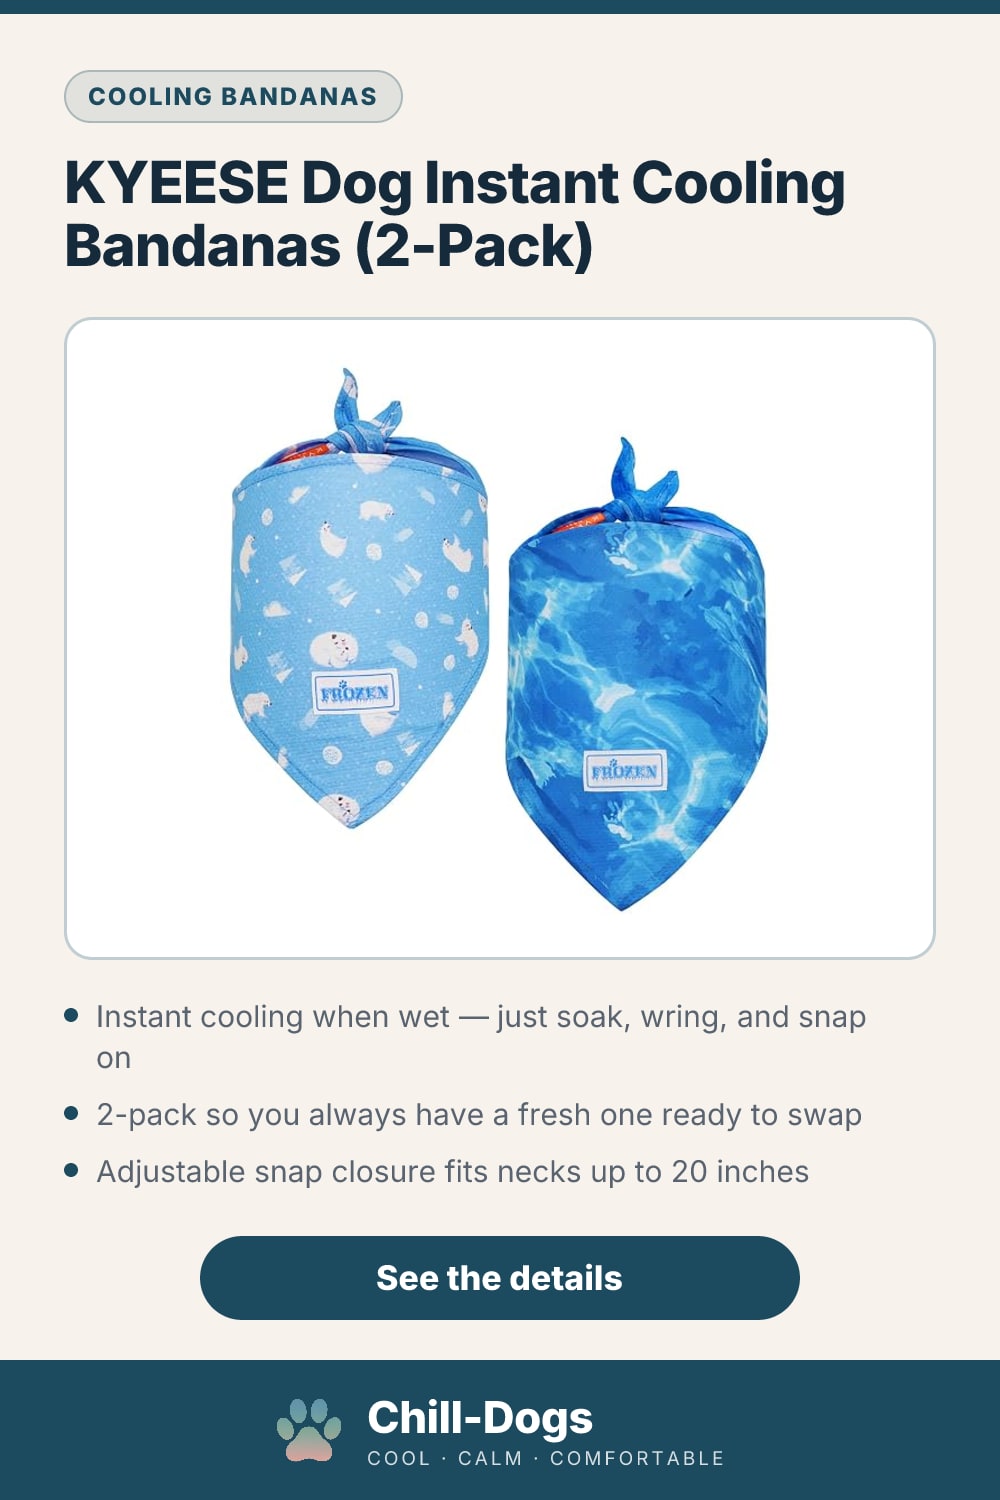 COOLING BANDANAS
KYEESE Dog Instant Cooling
Bandanas (2-Pack)
FROZEN
FROZEN
Instant cooling when wet — just soak, wring, and snap
on
2-pack so you always have a fresh one ready to swap
Adjustable snap closure fits necks up to 20 inches
See the details
Chill-Dogs
COOL · CALM · COMFORTABLE